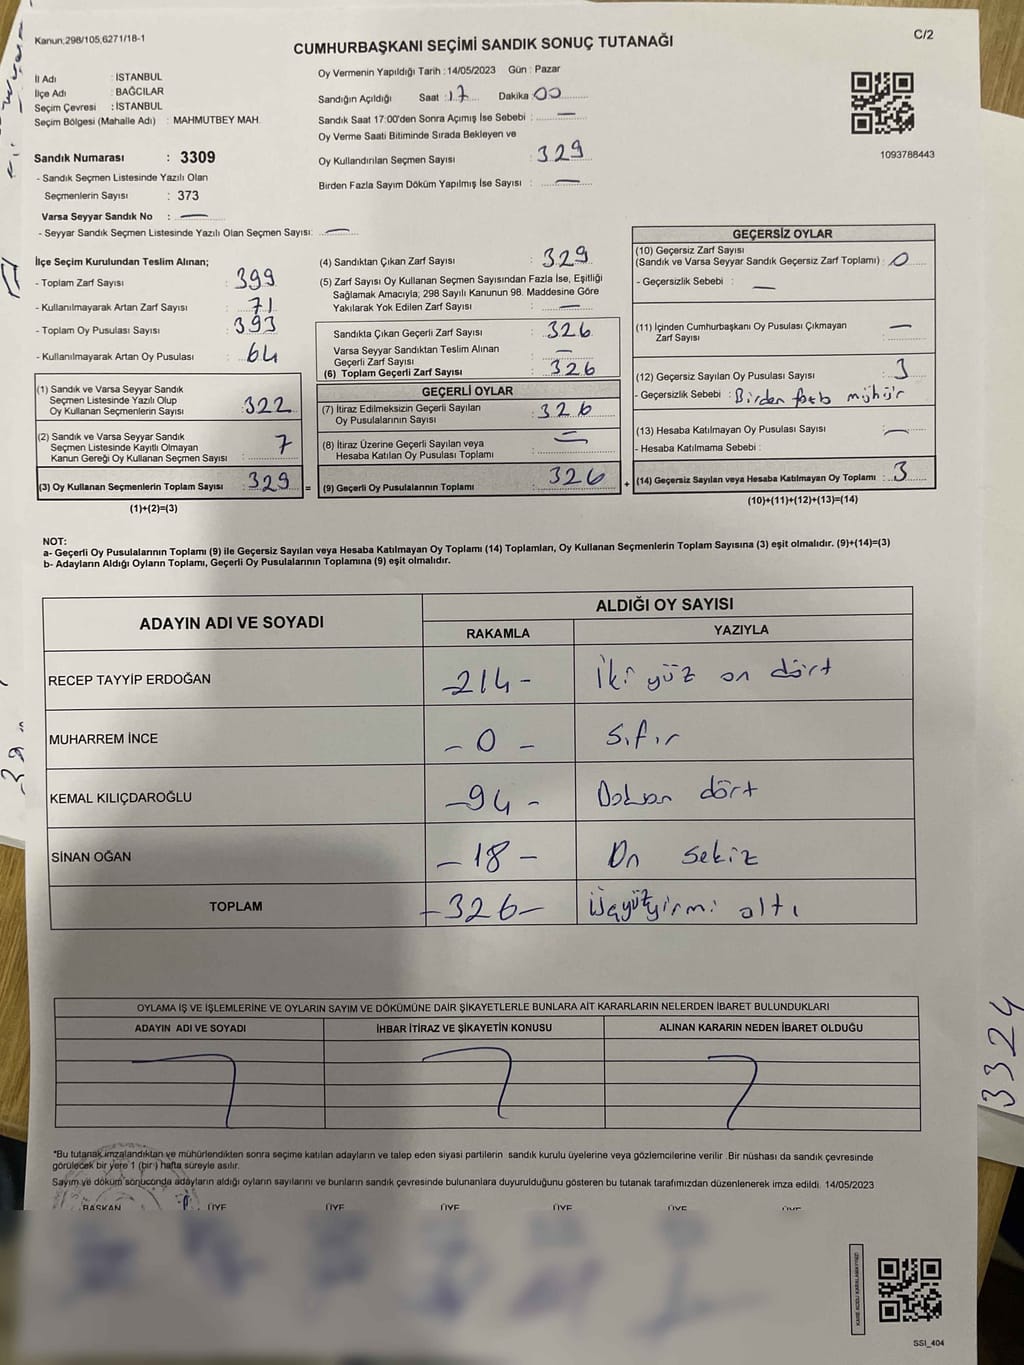 Kanun:298/105,6271/18-1
C/2
CUMHURBAŞKANI SEÇİMİ SANDIK SONUÇ TUTANAĞI
İl Adı : İSTANBUL
İlçe Adı : BAĞCILAR
Seçim Çevresi : İSTANBUL
Seçim Bölgesi (Mahalle Adı) : MAHMUTBEY MAH.
Sandık Numarası : 3309
- Sandık Seçmen Listesinde Yazılı Olan
Seçmenlerin Sayısı : 373
Varsa Seyyar Sandık No : —
- Seyyar Sandık Seçmen Listesinde Yazılı Olan Seçmen Sayısı: —
Oy Vermenin Yapıldığı Tarih : 14/05/2023 Gün : Pazar
Sandığın Açıldığı Saat : 17 Dakika 00
Sandık Saat 17:00'den Sonra Açımış İse Sebebi : —
Oy Verme Saati Bitiminde Sırada Bekleyen ve
Oy Kullandırılan Seçmen Sayısı : 329
Birden Fazla Sayım Döküm Yapılmış İse Sayısı : —
1093788443
İlçe Seçim Kurulundan Teslim Alınan;
- Toplam Zarf Sayısı : 399
- Kullanılmayarak Artan Zarf Sayısı : 71
- Toplam Oy Pusulası Sayısı : 393
- Kullanılmayarak Artan Oy Pusulası : 64
(1) Sandık ve Varsa Seyyar Sandık
Seçmen Listesinde Yazılı Olup
Oy Kullanan Seçmenlerin Sayısı : 322
(2) Sandık ve Varsa Seyyar Sandık
Seçmen Listesinde Kayıtlı Olmayan
Kanun Gereği Oy Kullanan Seçmen Sayısı : 7
(3) Oy Kullanan Seçmenlerin Toplam Sayısı : 329 =
(1)+(2)=(3)
(4) Sandıktan Çıkan Zarf Sayısı : 329
(5) Zarf Sayısı Oy Kullanan Seçmen Sayısından Fazla İse, Eşitliği
Sağlamak Amacıyla; 298 Sayılı Kanunun 98. Maddesine Göre
Yakılarak Yok Edilen Zarf Sayısı : —
Sandıkta Çıkan Geçerli Zarf Sayısı : 326
Varsa Seyyar Sandıktan Teslim Alınan
Geçerli Zarf Sayısı : —
(6) Toplam Geçerli Zarf Sayısı : 326
GEÇERLİ OYLAR
(7) İtiraz Edilmeksizin Geçerli Sayılan
Oy Pusulalarının Sayısı : 326
(8) İtiraz Üzerine Geçerli Sayılan veya
Hesaba Katılan Oy Pusulası Toplamı : —
(9) Geçerli Oy Pusulalarının Toplamı : 326 +
GEÇERSİZ OYLAR
(10) Geçersiz Zarf Sayısı
(Sandık ve Varsa Seyyar Sandık Geçersiz Zarf Toplamı) : 0
- Geçersizlik Sebebi : —
(11) İçinden Cumhurbaşkanı Oy Pusulası Çıkmayan
Zarf Sayısı : —
(12) Geçersiz Sayılan Oy Pusulası Sayısı : 3
- Geçersizlik Sebebi : Birden fazla mühür
(13) Hesaba Katılmayan Oy Pusulası Sayısı : —
- Hesaba Katılmama Sebebi :
(14) Geçersiz Sayılan veya Hesaba Katılmayan Oy Toplamı : 3
(10)+(11)+(12)+(13)=(14)
NOT:
a- Geçerli Oy Pusulalarının Toplamı (9) ile Geçersiz Sayılan veya Hesaba Katılmayan Oy Toplamı (14) Toplamları, Oy Kullanan Seçmenlerin Toplam Sayısına (3) eşit olmalıdır. (9)+(14)=(3)
b- Adayların Aldığı Oyların Toplamı, Geçerli Oy Pusulalarının Toplamına (9) eşit olmalıdır.
ADAYIN ADI VE SOYADI
ALDIĞI OY SAYISI
RAKAMLA YAZIYLA
RECEP TAYYİP ERDOĞAN -214- İki yüz on dört
MUHARREM İNCE - 0 - Sıfır
KEMAL KILIÇDAROĞLU -94- Doksan dört
SİNAN OĞAN -18- On sekiz
TOPLAM -326- Üçyüzyirmi altı
OYLAMA İŞ VE İŞLEMLERİNE VE OYLARIN SAYIM VE DÖKÜMÜNE DAİR ŞİKAYETLERLE BUNLARA AİT KARARLARIN NELERDEN İBARET BULUNDUKLARI
ADAYIN ADI VE SOYADI İHBAR İTİRAZ VE ŞİKAYETİN KONUSU ALINAN KARARIN NEDEN İBARET OLDUĞU
*Bu tutanak imzalandıktan ve mühürlendikten sonra seçime katılan adayların ve talep eden siyasi partilerin sandık kurulu üyelerine veya gözlemcilerine verilir .Bir nüshası da sandık çevresinde
görülecek bir yere 1 (bir) hafta süreyle asılır.
Sayım ve döküm sonuconda adayların aldığı oyların sayılarını ve bunların sandık çevresinde bulunanlara duyurulduğunu gösteren bu tutanak tarafımızdan düzenlenerek imza edildi. 14/05/2023
BAŞKAN ÜYE ÜYE ÜYE ÜYE ÜYE ÜYE
3324
SSI_404